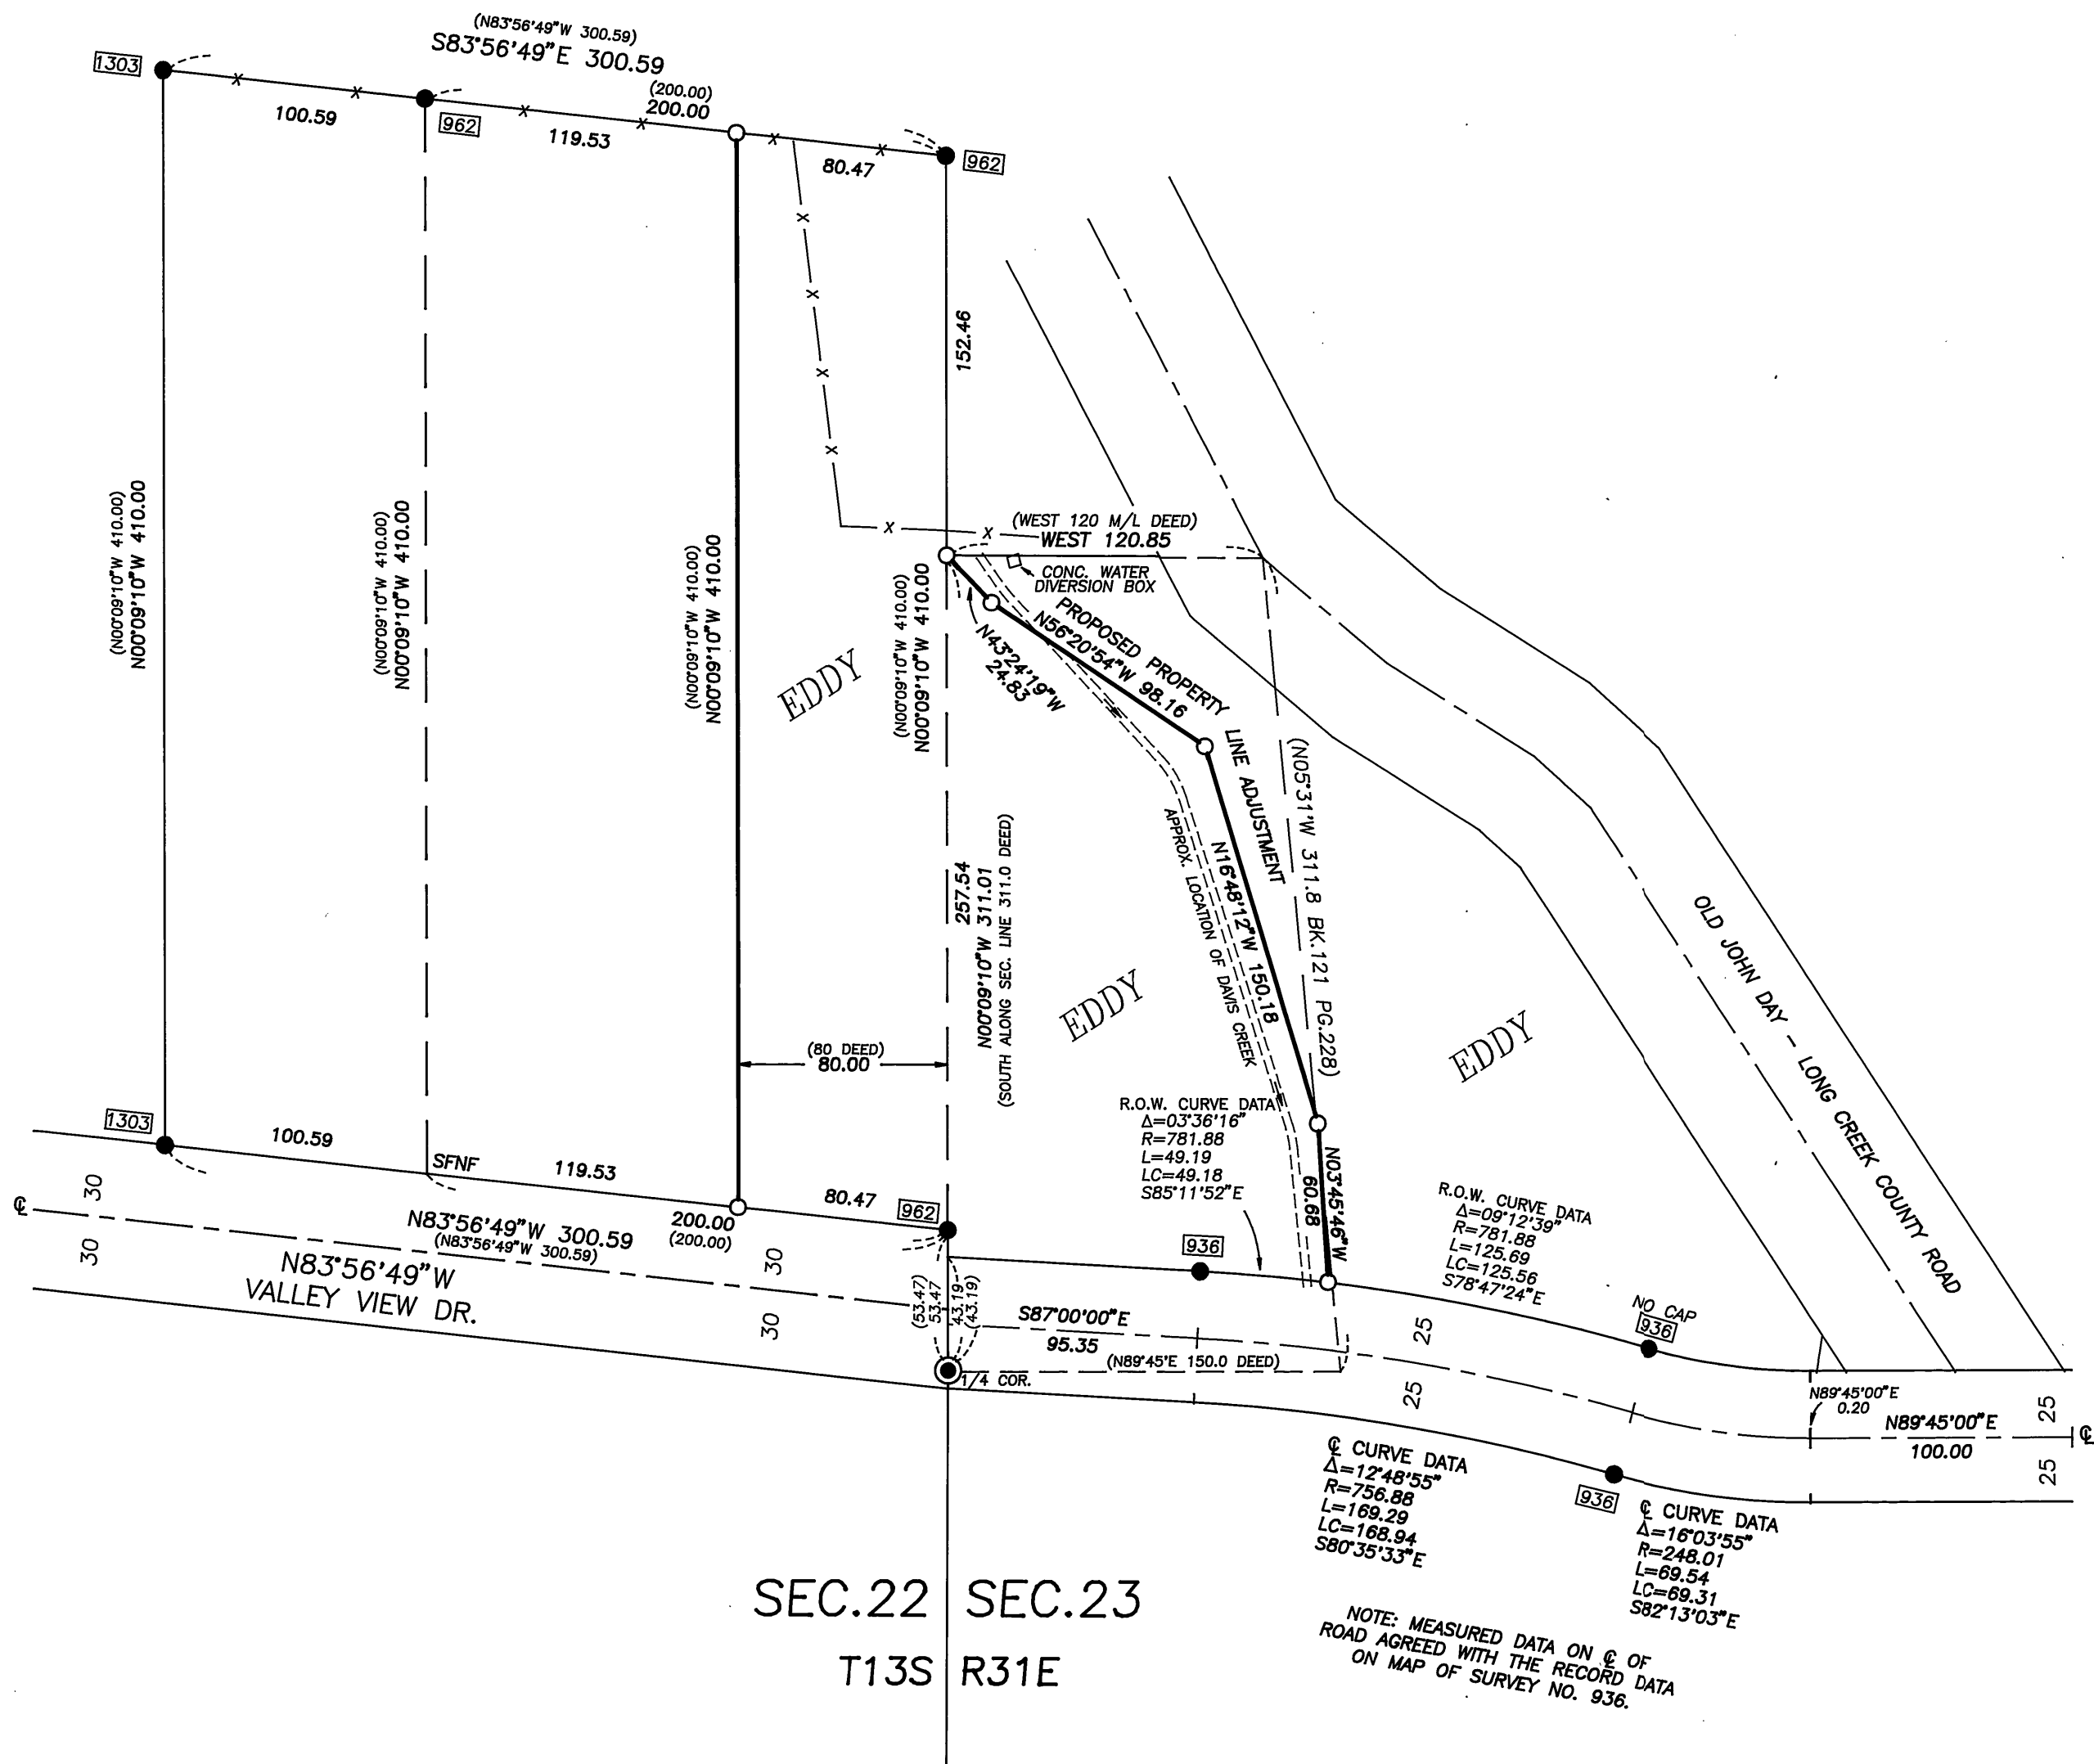 (N83°56'49"W 300.59)
S83°56'49"E 300.59
1303
(200.00)
200.00
100.59
962
119.53
80.47
962
152.46
(N00°09'10"W 410.00)
N00°09'10"W 410.00
(N00°09'10"W 410.00)
N00°09'10"W 410.00
(N00°09'10"W 410.00)
N00°09'10"W 410.00
(N00°09'10"W 410.00)
N00°09'10"W 410.00
(WEST 120 M/L DEED)
WEST 120.85
CONC. WATER
DIVERSION BOX
PROPOSED PROPERTY LINE ADJUSTMENT
N56°20'54"W 98.16
N43°24'19"W
24.83
EDDY
(N05°31'W 311.8 BK.121 PG.228)
N16°48'12"W 150.18
APPROX. LOCATION OF DAVIS CREEK
257.54
N00°09'10"W 311.01
(SOUTH ALONG SEC. LINE 311.0 DEED)
EDDY
EDDY
OLD JOHN DAY - LONG CREEK COUNTY ROAD
(80 DEED)
80.00
R.O.W. CURVE DATA
Δ=03°36'16"
R=781.88
L=49.19
LC=49.18
S85°11'52"E
N03°45'46"W
60.68
R.O.W. CURVE DATA
Δ=09°12'39"
R=781.88
L=125.69
LC=125.56
S78°47'24"E
1303
100.59
SFNF
119.53
80.47
962
30
30
℄
N83°56'49"W 300.59
(N83°56'49"W 300.59)
200.00
(200.00)
30
30
N83°56'49"W
VALLEY VIEW DR.
936
(53.47)
53.47
43.19
(43.19)
S87°00'00"E
95.35
(N89°45'E 150.0 DEED)
1/4 COR.
25
25
NO CAP
936
N89°45'00"E
0.20
N89°45'00"E
100.00
25
25
℄
℄ CURVE DATA
Δ=12°48'55"
R=756.88
L=169.29
LC=168.94
S80°35'33"E
936
℄ CURVE DATA
Δ=16°03'55"
R=248.01
L=69.54
LC=69.31
S82°13'03"E
SEC.22 SEC.23
T13S R31E
NOTE: MEASURED DATA ON ℄ OF
ROAD AGREED WITH THE RECORD DATA
ON MAP OF SURVEY NO. 936.